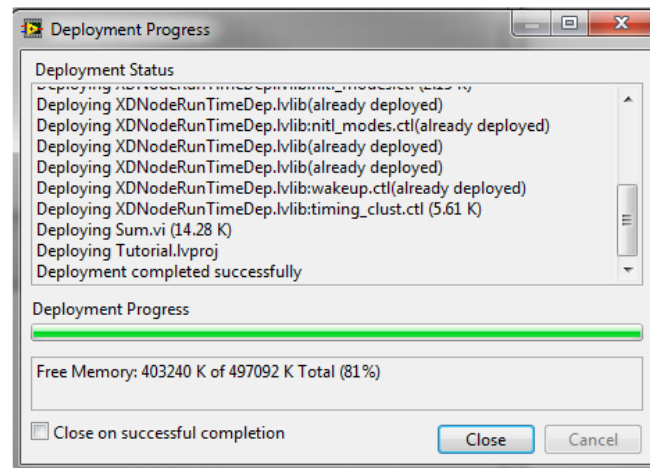 Deployment Progress
Deployment Status
Deploying XDNodeRunTimeDep.lvlib(already deployed)
Deploying XDNodeRunTimeDep.lvlib:nitl_modes.ctl(already deployed)
Deploying XDNodeRunTimeDep.lvlib(already deployed)
Deploying XDNodeRunTimeDep.lvlib(already deployed)
Deploying XDNodeRunTimeDep.lvlib:wakeup.ctl(already deployed)
Deploying XDNodeRunTimeDep.lvlib:timing_clust.ctl (5.61 K)
Deploying Sum.vi (14.28 K)
Deploying Tutorial.lvproj
Deployment completed successfully
Deployment Progress
Free Memory: 403240 K of 497092 K Total (81%)
Close on successful completion
Close
Cancel